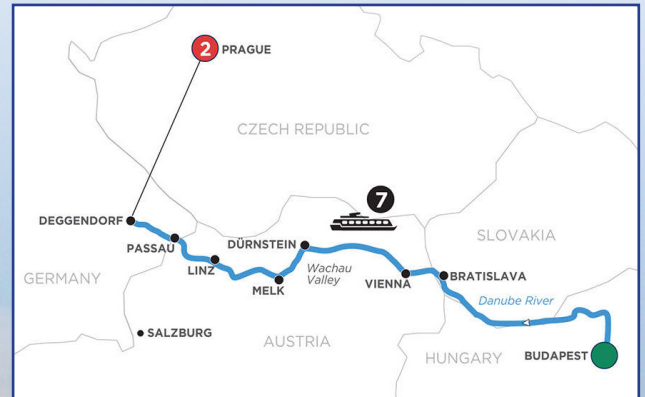 2 PRAGUE
CZECH REPUBLIC
7
DEGGENDORF
PASSAU
DÜRNSTEIN
SLOVAKIA
LINZ
Wachau
Valley
GERMANY
MELK
VIENNA
BRATISLAVA
Danube River
SALZBURG
AUSTRIA
HUNGARY
BUDAPEST